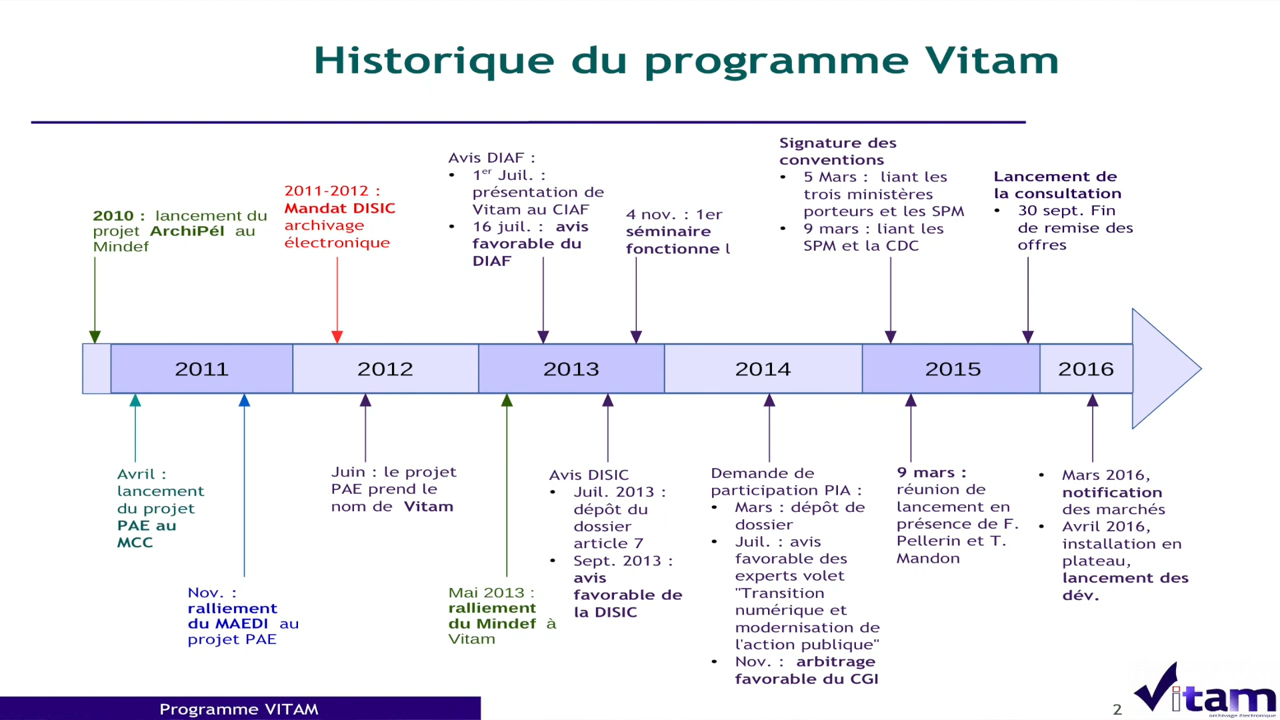 Historique du programme Vitam
2010 : lancement du
projet ArchiPél au
Mindef
2011-2012 :
Mandat DISIC
archivage
électronique
Avis DIAF :
• 1er Juil. :
présentation de
Vitam au CIAF
• 16 juil. : avis
favorable du
DIAF
4 nov. : 1er
séminaire
fonctionne l
Signature des
conventions
• 5 Mars : liant les
trois ministères
porteurs et les SPM
• 9 mars : liant les
SPM et la CDC
Lancement de
la consultation
• 30 sept. Fin
de remise des
offres
2011
2012
2013
2014
2015
2016
Avril :
lancement
du projet
PAE au
MCC
Nov. :
ralliement
du MAEDI au
projet PAE
Juin : le projet
PAE prend le
nom de Vitam
Mai 2013 :
ralliement
du Mindef à
Vitam
Avis DISIC
• Juil. 2013 :
dépôt du
dossier
article 7
• Sept. 2013 :
avis
favorable de
la DISIC
Demande de
participation PIA :
• Mars : dépôt de
dossier
• Juil. : avis
favorable des
experts volet
"Transition
numérique et
modernisation de
l'action publique"
• Nov. : arbitrage
favorable du CGI
9 mars :
réunion de
lancement en
présence de F.
Pellerin et T.
Mandon
• Mars 2016,
notification
des marchés
• Avril 2016,
installation en
plateau,
lancement des
dév.
Programme VITAM
2
Vitam
archivage électronique